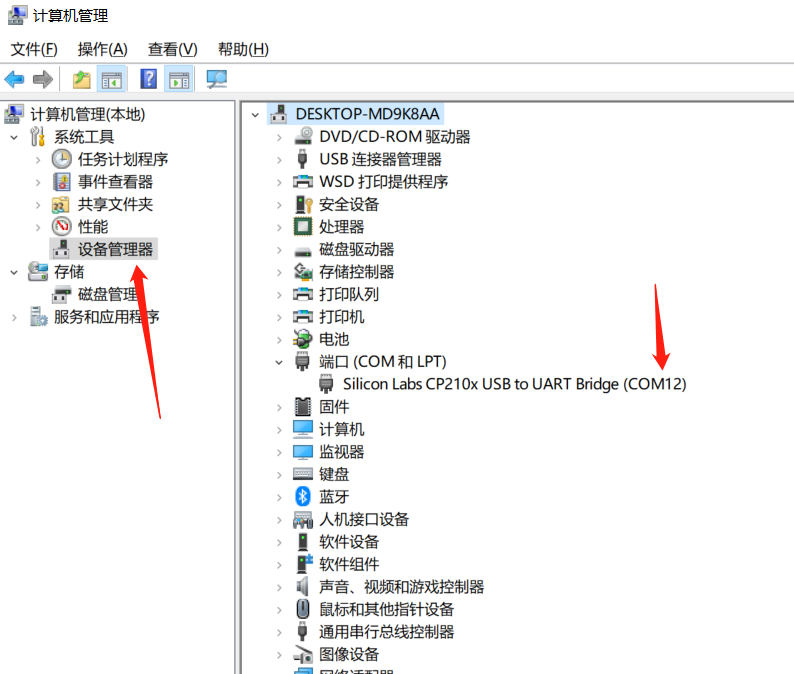 计算机管理
文件(F) 操作(A) 查看(V) 帮助(H)
计算机管理(本地)
系统工具
任务计划程序
事件查看器
共享文件夹
性能
设备管理器
存储
磁盘管理
服务和应用程序
DESKTOP-MD9K8AA
DVD/CD-ROM 驱动器
USB 连接器管理器
WSD 打印提供程序
安全设备
处理器
磁盘驱动器
存储控制器
打印队列
打印机
电池
端口 (COM 和 LPT)
Silicon Labs CP210x USB to UART Bridge (COM12)
固件
计算机
监视器
键盘
蓝牙
人机接口设备
软件设备
软件组件
声音、视频和游戏控制器
鼠标和其他指针设备
通用串行总线控制器
图像设备
网络适配器